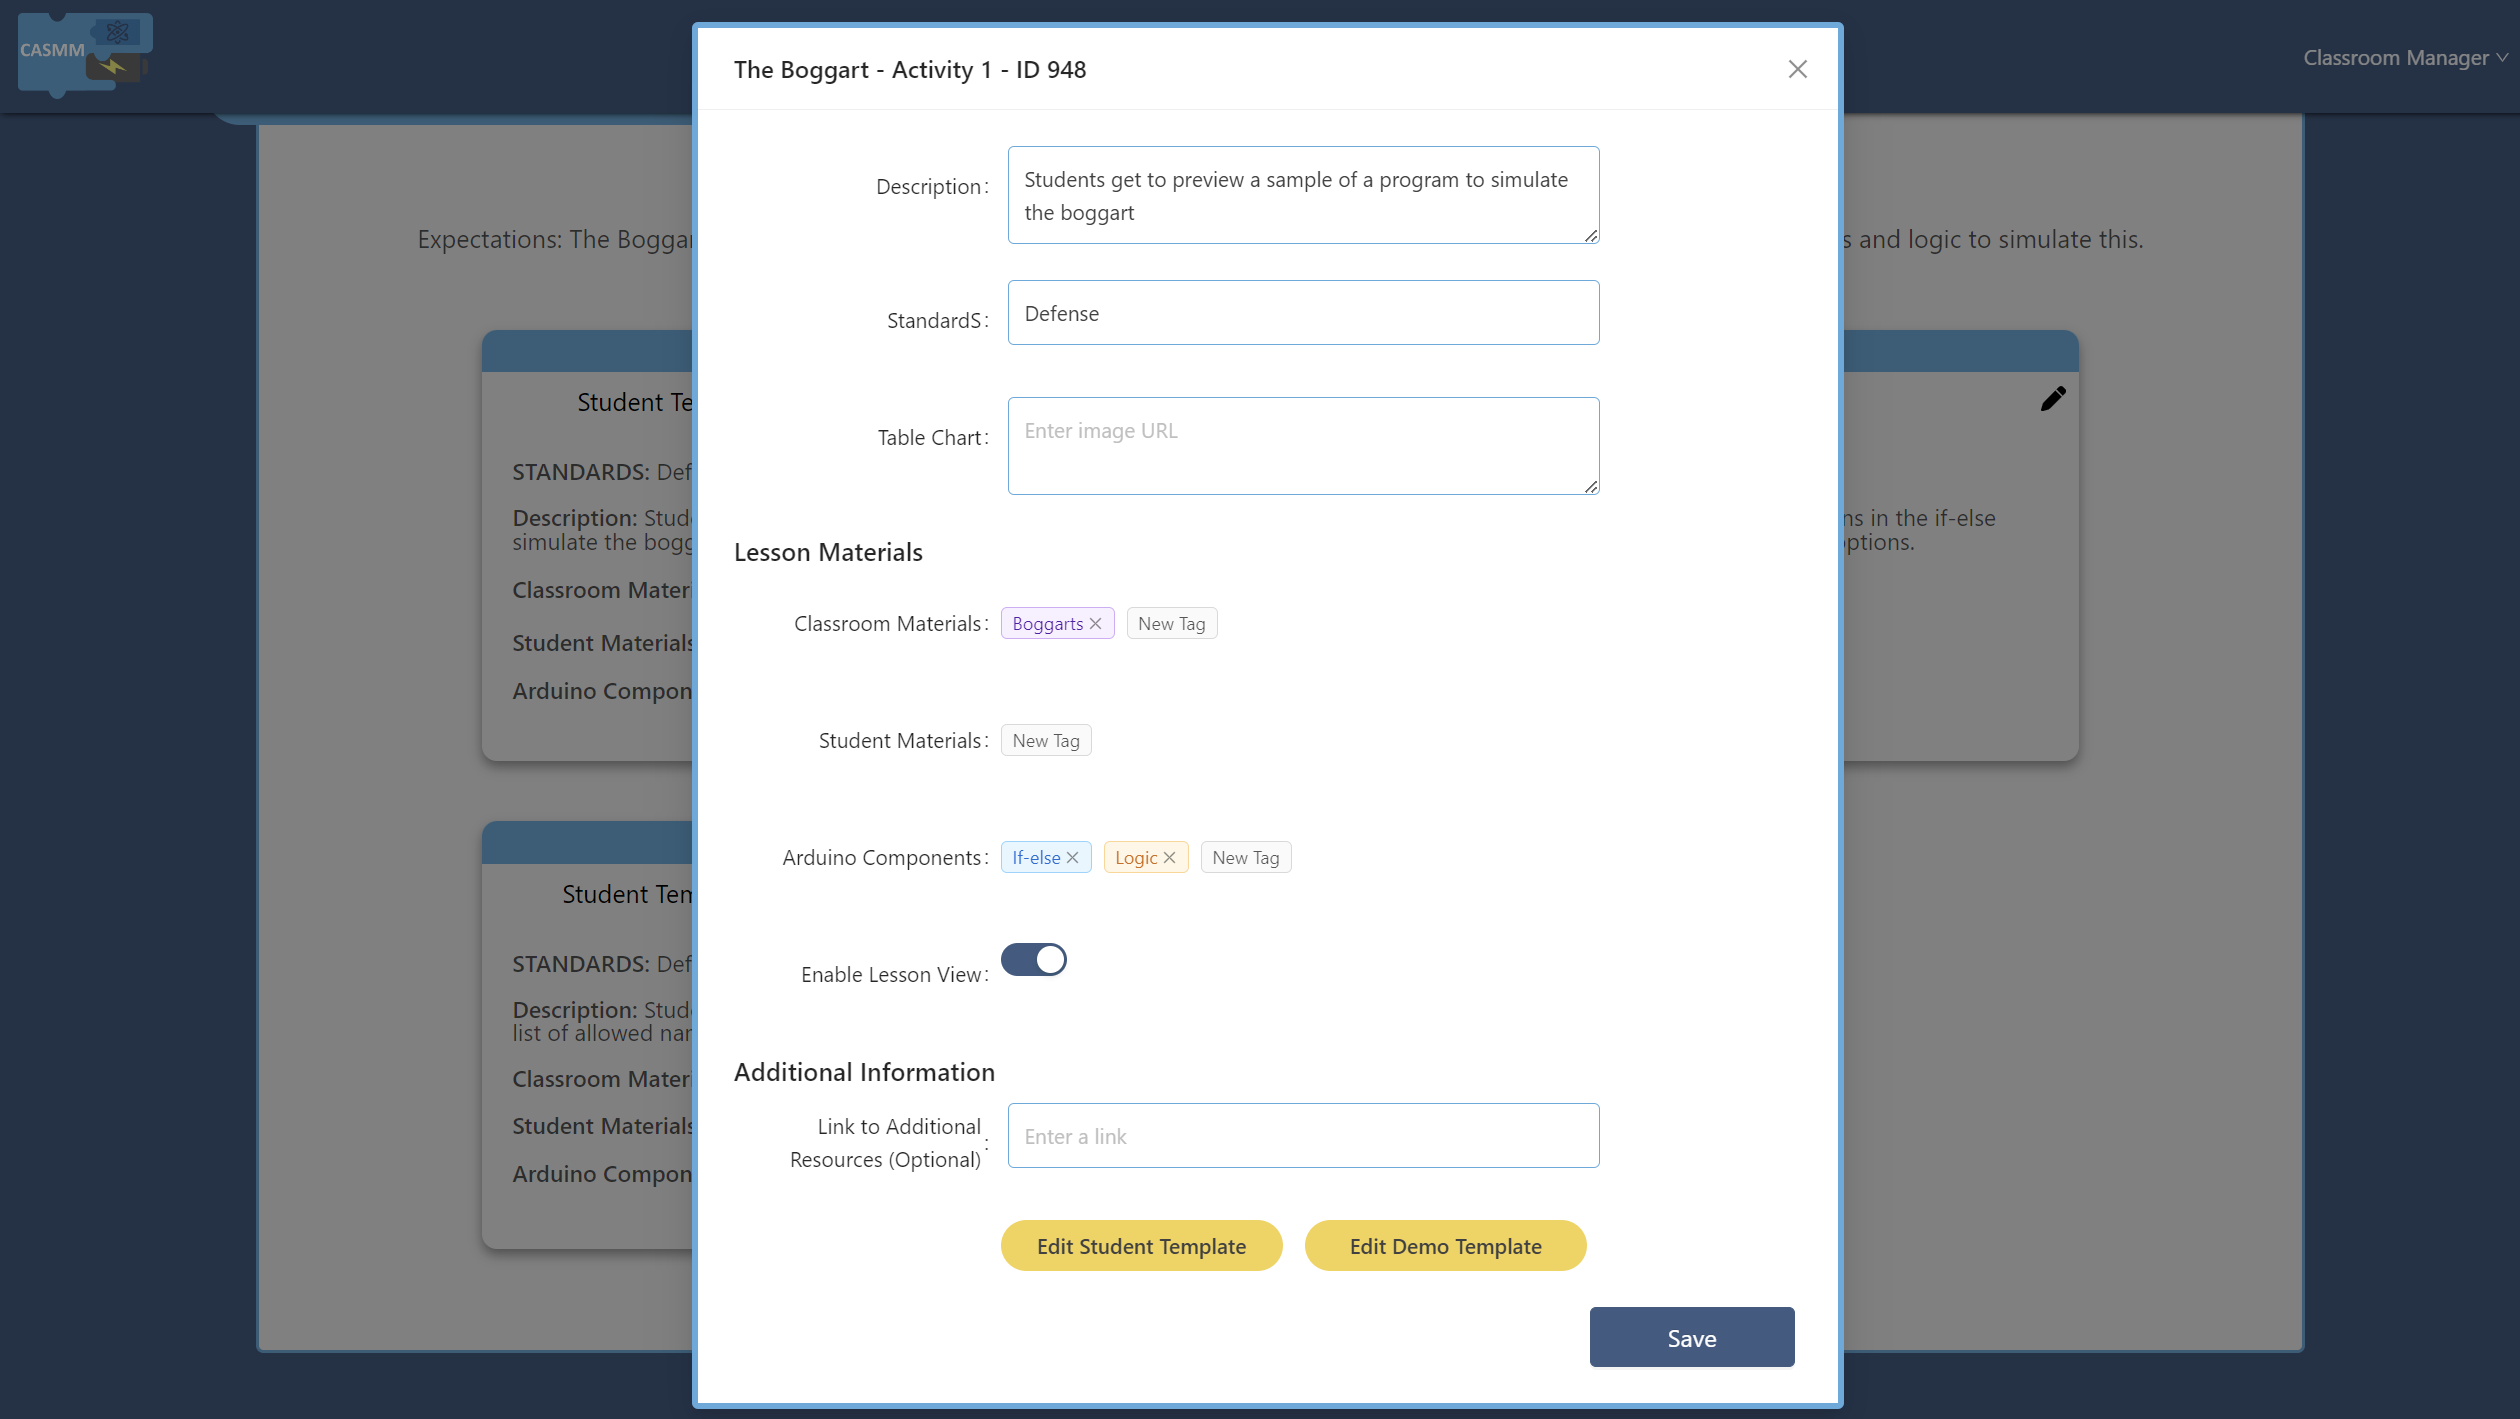 CASMM
Classroom Manager
The Boggart - Activity 1 - ID 948
Description:
Students get to preview a sample of a program to simulate
the boggart
StandardS:
Defense
Table Chart:
Enter image URL
Lesson Materials
Classroom Materials: Boggarts New Tag
Student Materials: New Tag
Arduino Components: If-else Logic New Tag
Enable Lesson View:
Additional Information
Link to Additional
Resources (Optional) :
Enter a link
Edit Student Template Edit Demo Template
Save
Expectations: The Boggar
s and logic to simulate this.
Student Te
STANDARDS: Def
Description: Stud
simulate the bogg
Classroom Materi
Student Materials
Arduino Compon
ns in the if-else
options.
Student Tem
STANDARDS: Def
Description: Stud
list of allowed nar
Classroom Materi
Student Materials
Arduino Compon